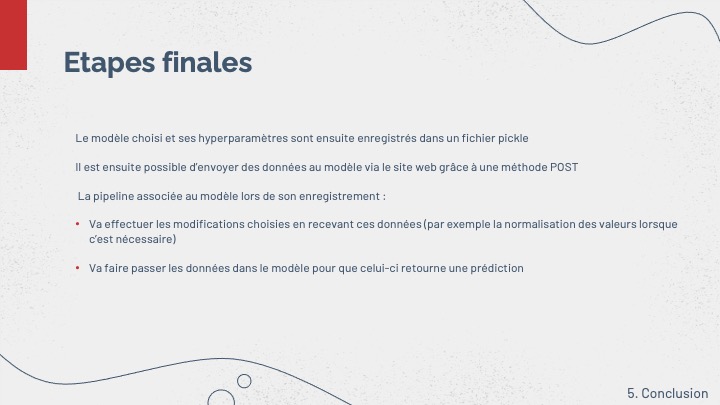 Etapes finales
Le modèle choisi et ses hyperparamètres sont ensuite enregistrés dans un fichier pickle
Il est ensuite possible d'envoyer des données au modèle via le site web grâce à une méthode POST
La pipeline associée au modèle lors de son enregistrement :
• Va effectuer les modifications choisies en recevant ces données (par exemple la normalisation des valeurs lorsque
c'est nécessaire)
• Va faire passer les données dans le modèle pour que celui-ci retourne une prédiction
5. Conclusion